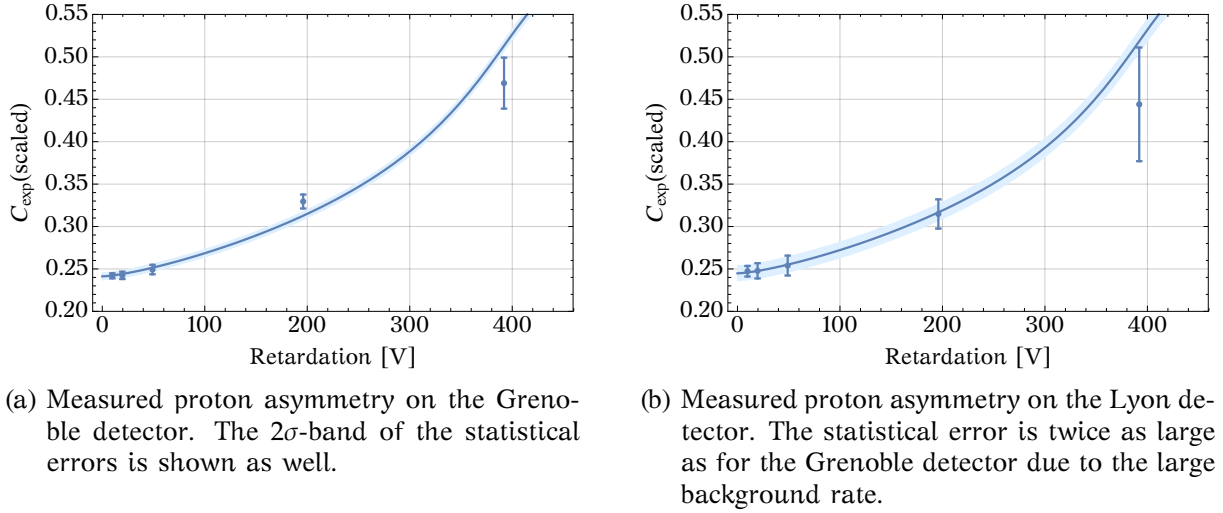 0.55
0.50
0.45
0.40
0.35
0.30
0.25
0.20
C_exp(scaled)
0 100 200 300 400
Retardation [V]
(a) Measured proton asymmetry on the Greno-
ble detector. The 2σ-band of the statistical
errors is shown as well.
0.55
0.50
0.45
0.40
0.35
0.30
0.25
0.20
C_exp(scaled)
0 100 200 300 400
Retardation [V]
(b) Measured proton asymmetry on the Lyon de-
tector. The statistical error is twice as large
as for the Grenoble detector due to the large
background rate.